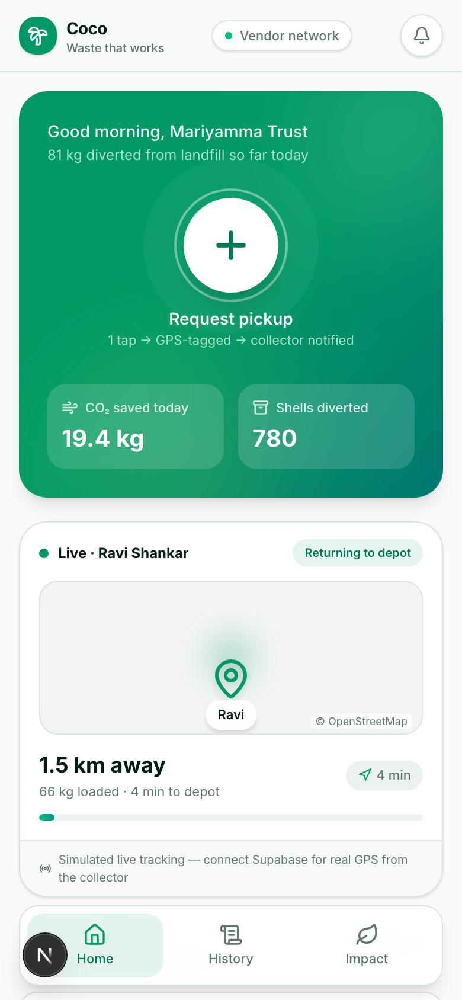 Coco
Waste that works
Vendor network
Good morning, Mariyamma Trust
81 kg diverted from landfill so far today
Request pickup
1 tap → GPS-tagged → collector notified
CO₂ saved today
19.4 kg
Shells diverted
780
Live · Ravi Shankar
Returning to depot
Ravi
© OpenStreetMap
1.5 km away
66 kg loaded · 4 min to depot
4 min
Simulated live tracking — connect Supabase for real GPS from
the collector
N
Home
History
Impact